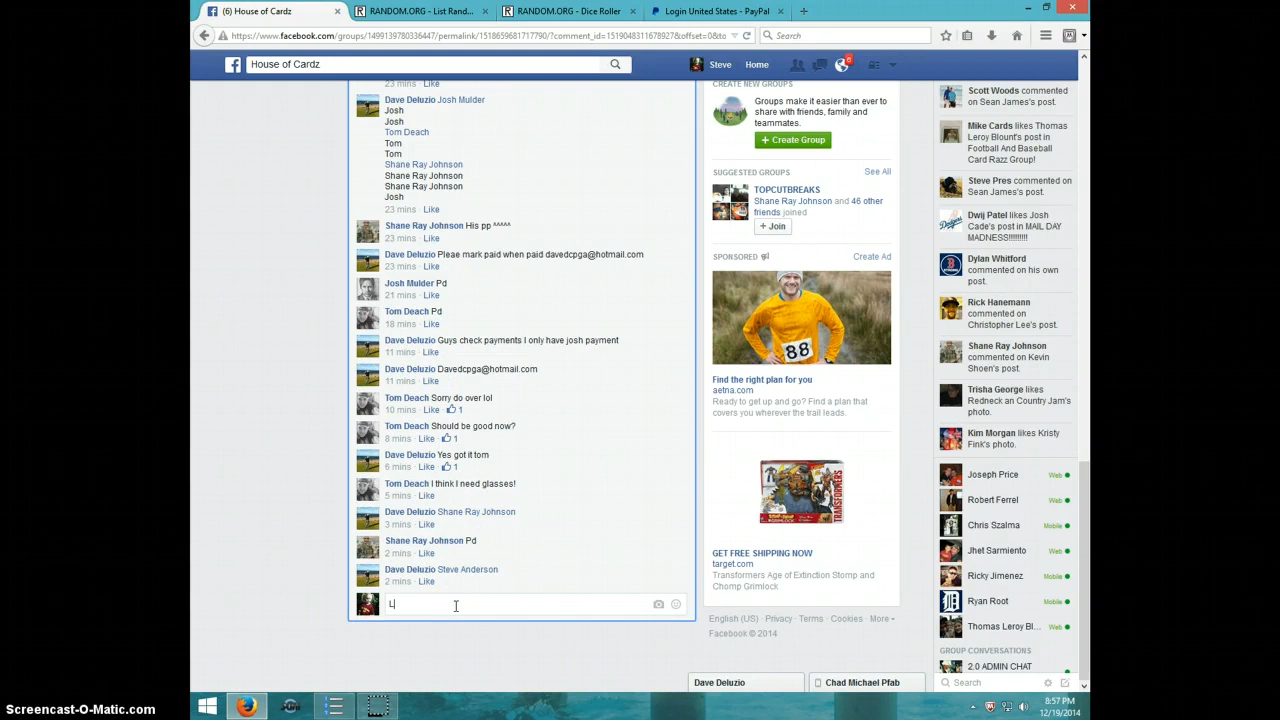 (6) House of Cardz
RANDOM.ORG - List Rand...
RANDOM.ORG - Dice Roller
Login United States - PayPal
https://www.facebook.com/groups/1499139780336447/permalink/1518659681717790/?comment_id=1519048311678927&offset=0&to
Search
House of Cardz
Steve
Home
6
23 mins · Like
Dave Deluzio Josh Mulder
Josh
Josh
Tom Deach
Tom
Tom
Shane Ray Johnson
Shane Ray Johnson
Shane Ray Johnson
Josh
23 mins · Like
Shane Ray Johnson His pp ^^^^^
23 mins · Like
Dave Deluzio Pleae mark paid when paid davedcpga@hotmail.com
23 mins · Like
Josh Mulder Pd
21 mins · Like
Tom Deach Pd
18 mins · Like
Dave Deluzio Guys check payments I only have josh payment
11 mins · Like
Dave Deluzio Davedcpga@hotmail.com
11 mins · Like
Tom Deach Sorry do over lol
10 mins · Like · 1
Tom Deach Should be good now?
8 mins · Like · 1
Dave Deluzio Yes got it tom
6 mins · Like · 1
Tom Deach I think I need glasses!
5 mins · Like
Dave Deluzio Shane Ray Johnson
3 mins · Like
Shane Ray Johnson Pd
2 mins · Like
Dave Deluzio Steve Anderson
2 mins · Like
L
CREATE NEW GROUPS
Groups make it easier than ever to
share with friends, family and
teammates.
+ Create Group
SUGGESTED GROUPS
See All
TOPCUTBREAKS
Shane Ray Johnson and 46 other
friends joined
+ Join
SPONSORED
Create Ad
88
Find the right plan for you
aetna.com
Ready to get up and go? Find a plan that
covers you wherever the trail leads.
TRANSFORMERS
GRIMLOCK
GET FREE SHIPPING NOW
target.com
Transformers Age of Extinction Stomp and
Chomp Grimlock
English (US) · Privacy · Terms · Cookies · More
Facebook © 2014
Scott Woods commented
on Sean James's post.
Mike Cards likes Thomas
Leroy Blount's post in
Football And Baseball
Card Razz Group!
Steve Pres commented on
Sean James's post.
Dwij Patel likes Josh
Cade's post in MAIL DAY
MADNESS!!!!!!!!!
Dylan Whitford
commented on his own
post.
Rick Hanemann
commented on
Christopher Lee's post.
Shane Ray Johnson
commented on Kevin
Shoen's post.
Trisha George likes
Redneck an Country Jam's
photo.
Kim Morgan likes Kristy
Fink's photo.
Joseph Price Web
Robert Ferrel Web
Chris Szalma Mobile
Jhet Sarmiento Mobile
Ricky Jimenez Mobile
Ryan Root Mobile
Thomas Leroy Bl... Web
GROUP CONVERSATIONS
2.0 ADMIN CHAT
Search
Dave Deluzio
Chad Michael Pfab
8:57 PM
12/19/2014
Screencast-O-Matic.com